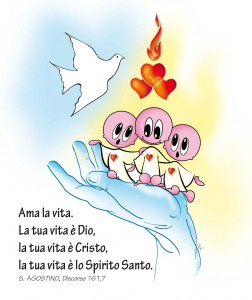 Ama la vita.
La tua vita è Dio,
la tua vita è Cristo,
la tua vita è lo Spirito Santo.
S. AGOSTINO, Discorso 161,7